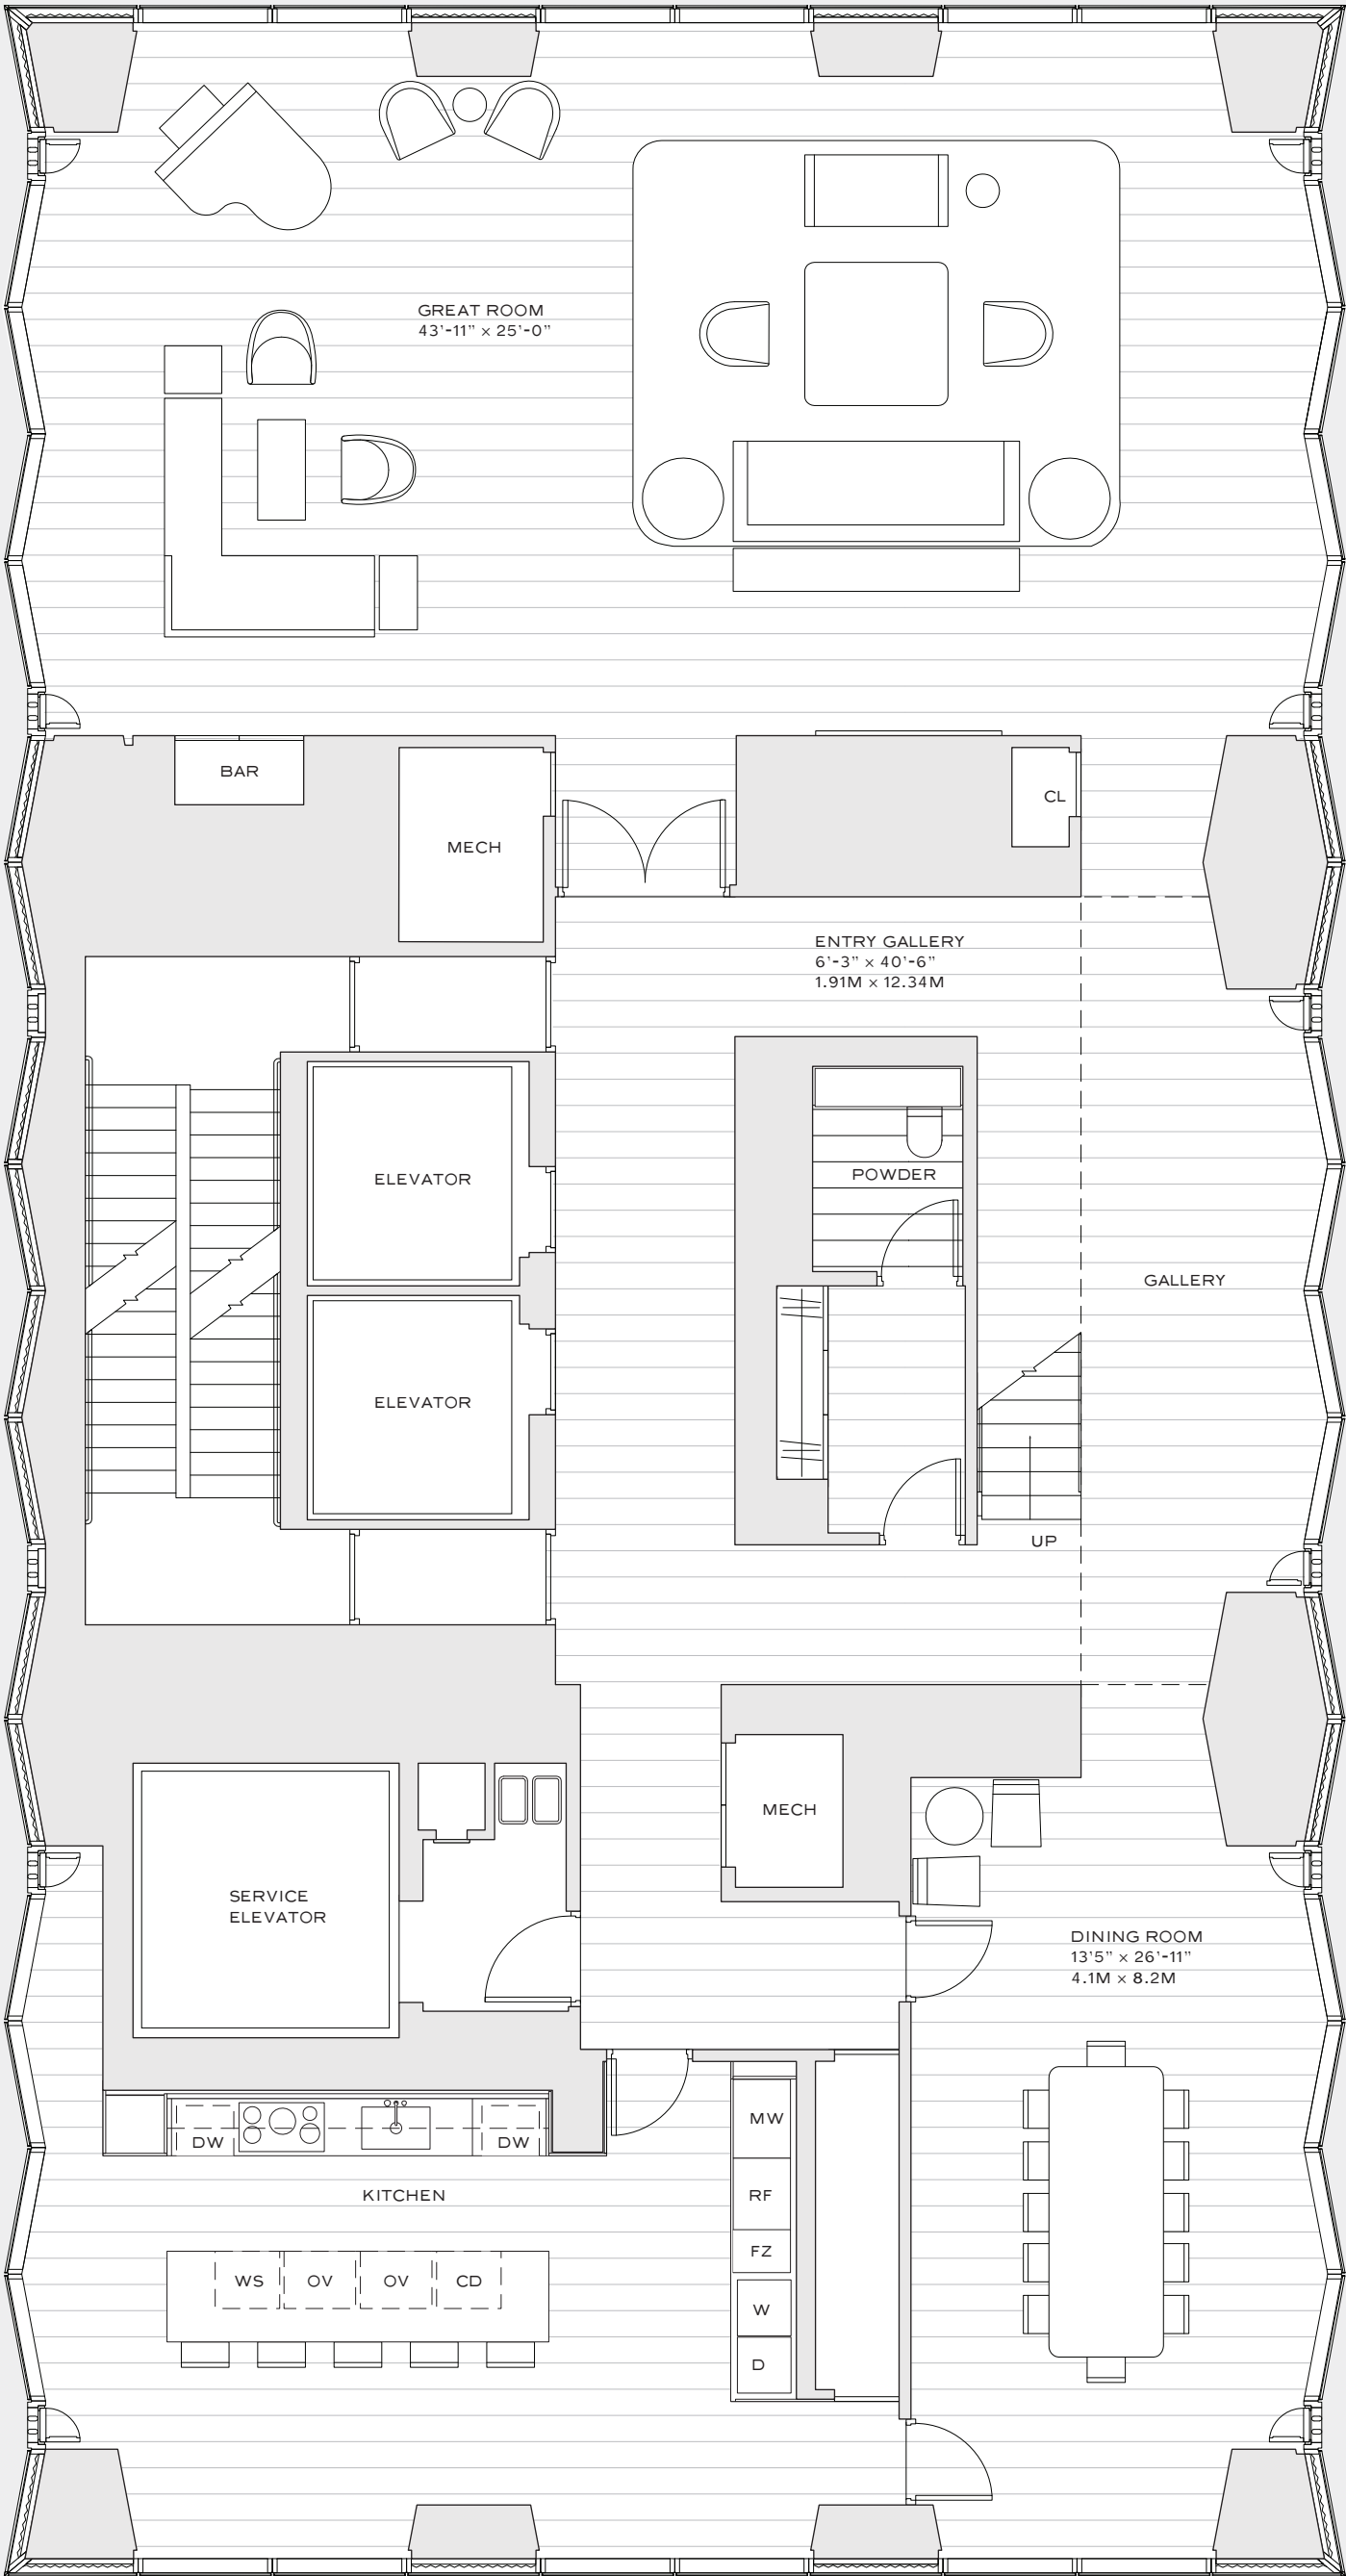 GREAT ROOM
43'-11" × 25'-0"
BAR
MECH
CL
ENTRY GALLERY
6'-3" × 40'-6"
1.91M × 12.34M
ELEVATOR
POWDER
GALLERY
ELEVATOR
UP
MECH
SERVICE
ELEVATOR
DINING ROOM
13'5" × 26'-11"
4.1M × 8.2M
DW
DW
MW
KITCHEN
RF
FZ
WS
OV
OV
CD
W
D